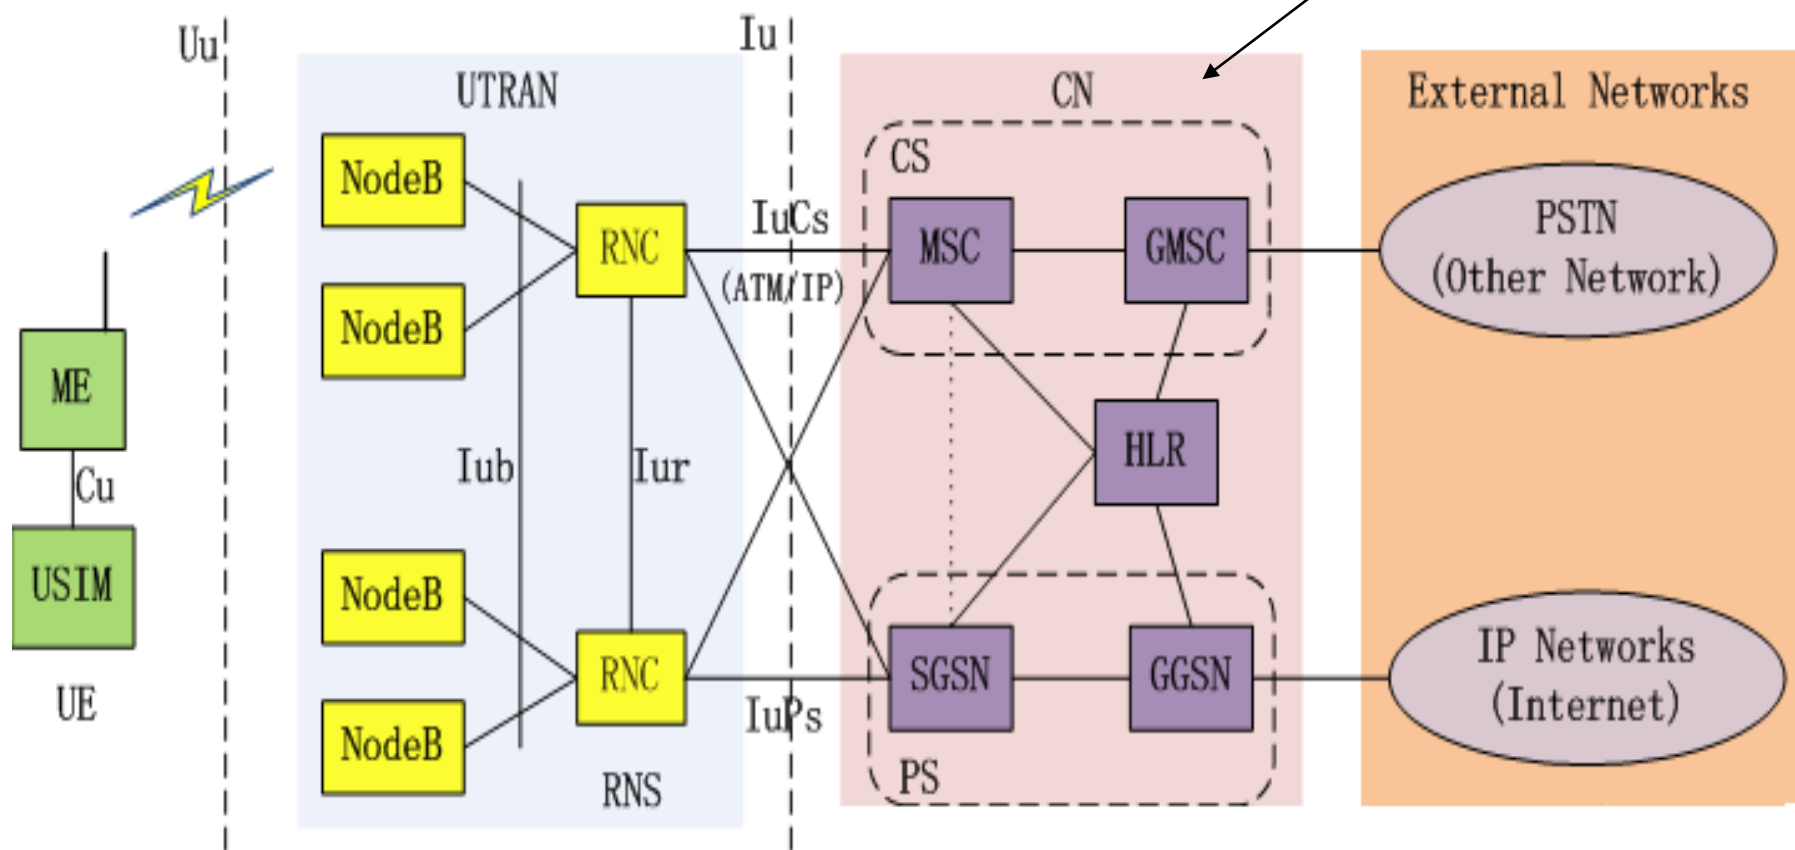 Uu
Iu
UTRAN
CN
External Networks
NodeB
CS
RNC
IuCs
MSC
GMSC
PSTN
(Other Network)
(ATM/IP)
NodeB
ME
Cu
USIM
UE
Iub
Iur
HLR
NodeB
RNC
SGSN
GGSN
IP Networks
(Internet)
IuPs
NodeB
RNS
PS